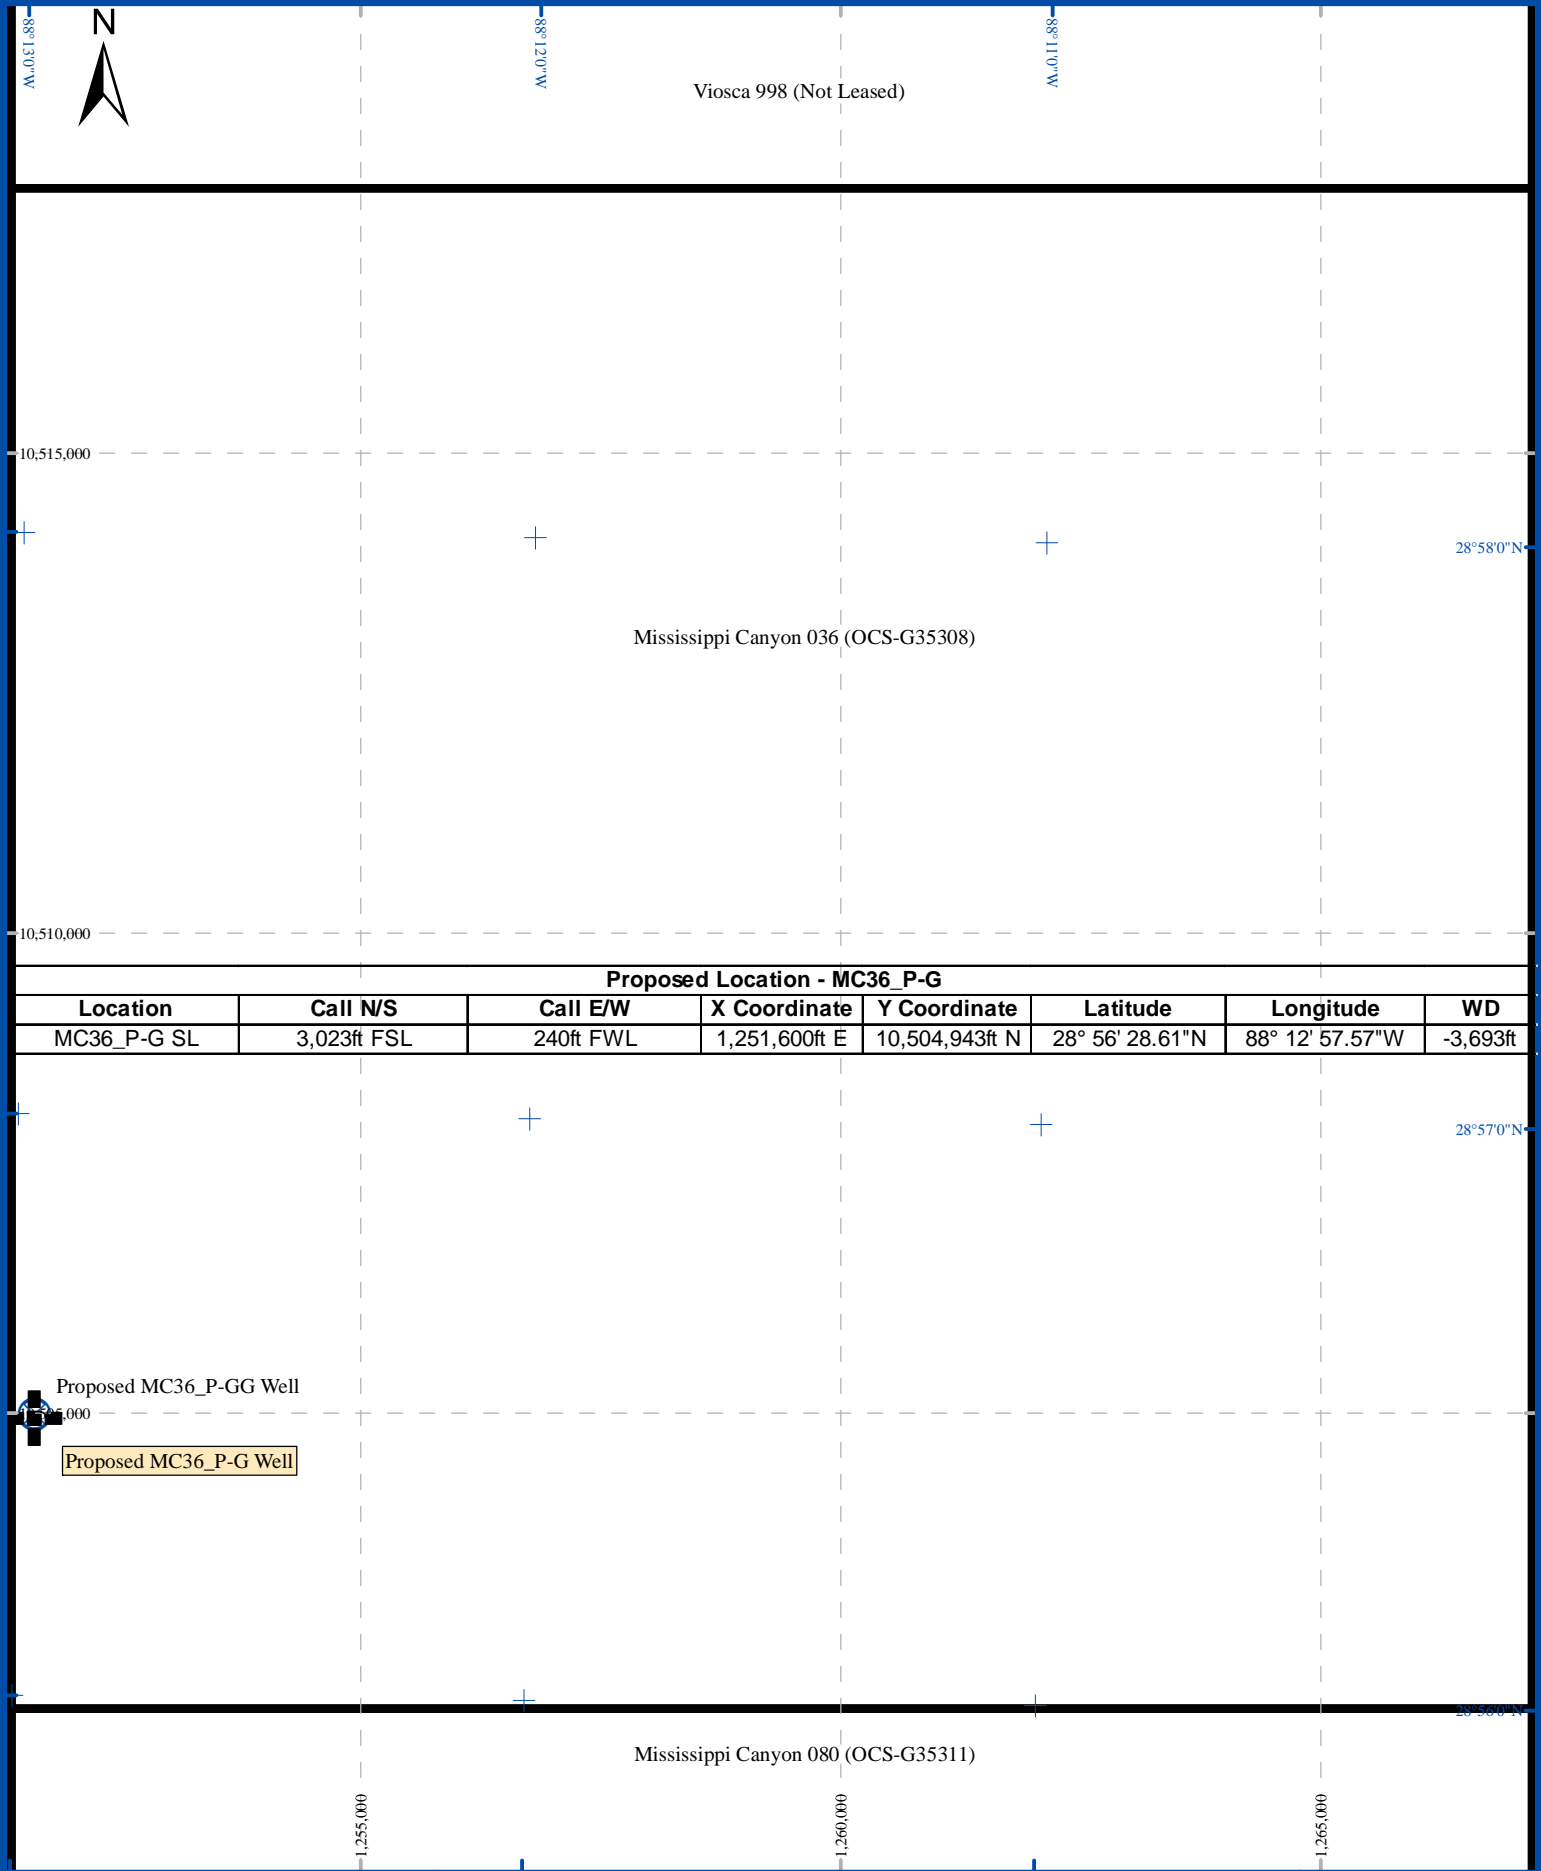 88°13'0"W
88°12'0"W
88°11'0"W
N
Viosca 998 (Not Leased)
10,515,000
28°58'0"N
Mississippi Canyon 036 (OCS-G35308)
10,510,000
Proposed Location - MC36_P-G
Location Call N/S Call E/W X Coordinate Y Coordinate Latitude Longitude WD
MC36_P-G SL 3,023ft FSL 240ft FWL 1,251,600ft E 10,504,943ft N 28° 56' 28.61"N 88° 12' 57.57"W -3,693ft
28°57'0"N
Proposed MC36_P-GG Well
Proposed MC36_P-G Well
28°56'0"N
Mississippi Canyon 080 (OCS-G35311)
1,255,000
1,260,000
1,265,000